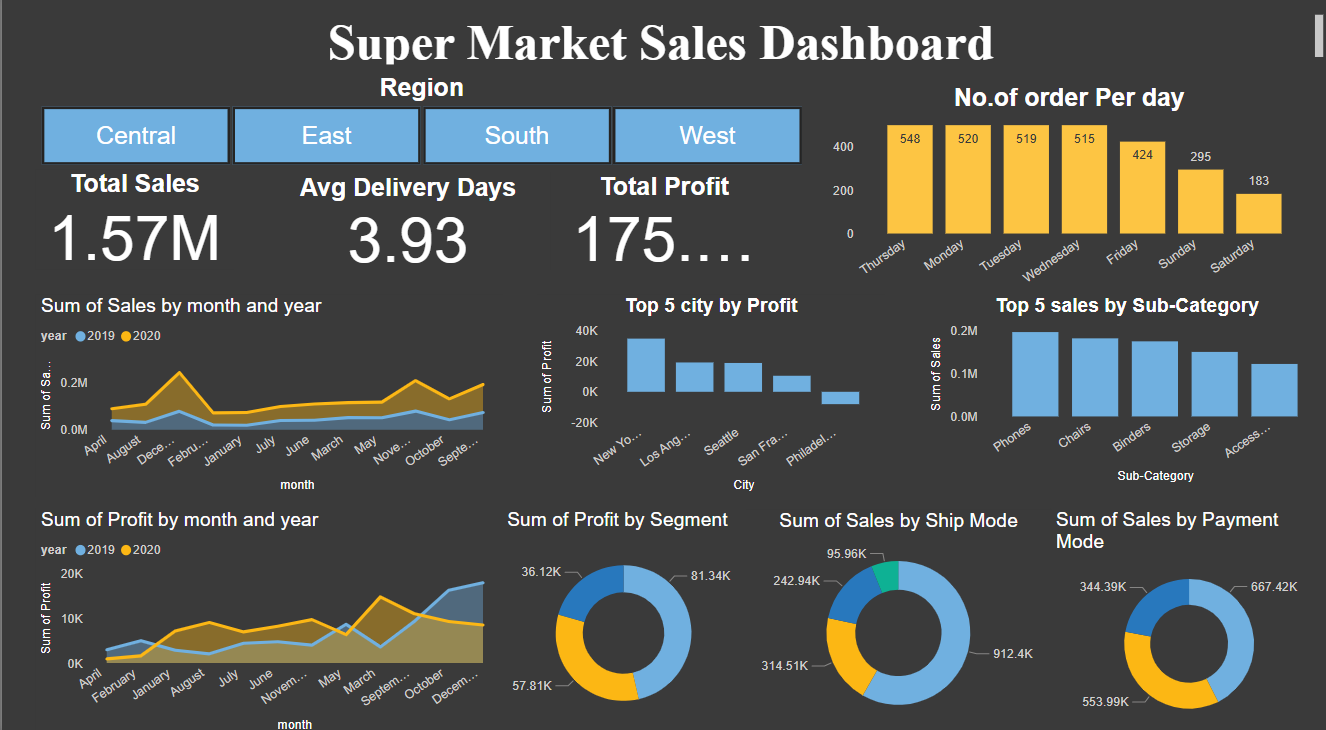 Super Market Sales Dashboard
Region
Central East South West
Total Sales
1.57M
Avg Delivery Days
3.93
Total Profit
175....
No.of order Per day
400
200
0
548 520 519 515 424 295 183
Thursday Monday Tuesday Wednesday Friday Sunday Saturday
Sum of Sales by month and year
year 2019 2020
Sum of Sa...
0.2M
0.0M
April August Dece... Febru... January July June March May Nove... October Septe...
month
Top 5 city by Profit
Sum of Profit
40K
20K
0K
-20K
New Yo... Los Ang... Seattle San Fra... Philadel...
City
Top 5 sales by Sub-Category
Sum of Sales
0.2M
0.1M
0.0M
Phones Chairs Binders Storage Access...
Sub-Category
Sum of Profit by month and year
year 2019 2020
Sum of Profit
20K
10K
0K
April February January August July June Novem... May March Septem... October Decem...
month
Sum of Profit by Segment
36.12K
81.34K
57.81K
Sum of Sales by Ship Mode
95.96K
242.94K
314.51K
912.4K
Sum of Sales by Payment
Mode
344.39K
667.42K
553.99K